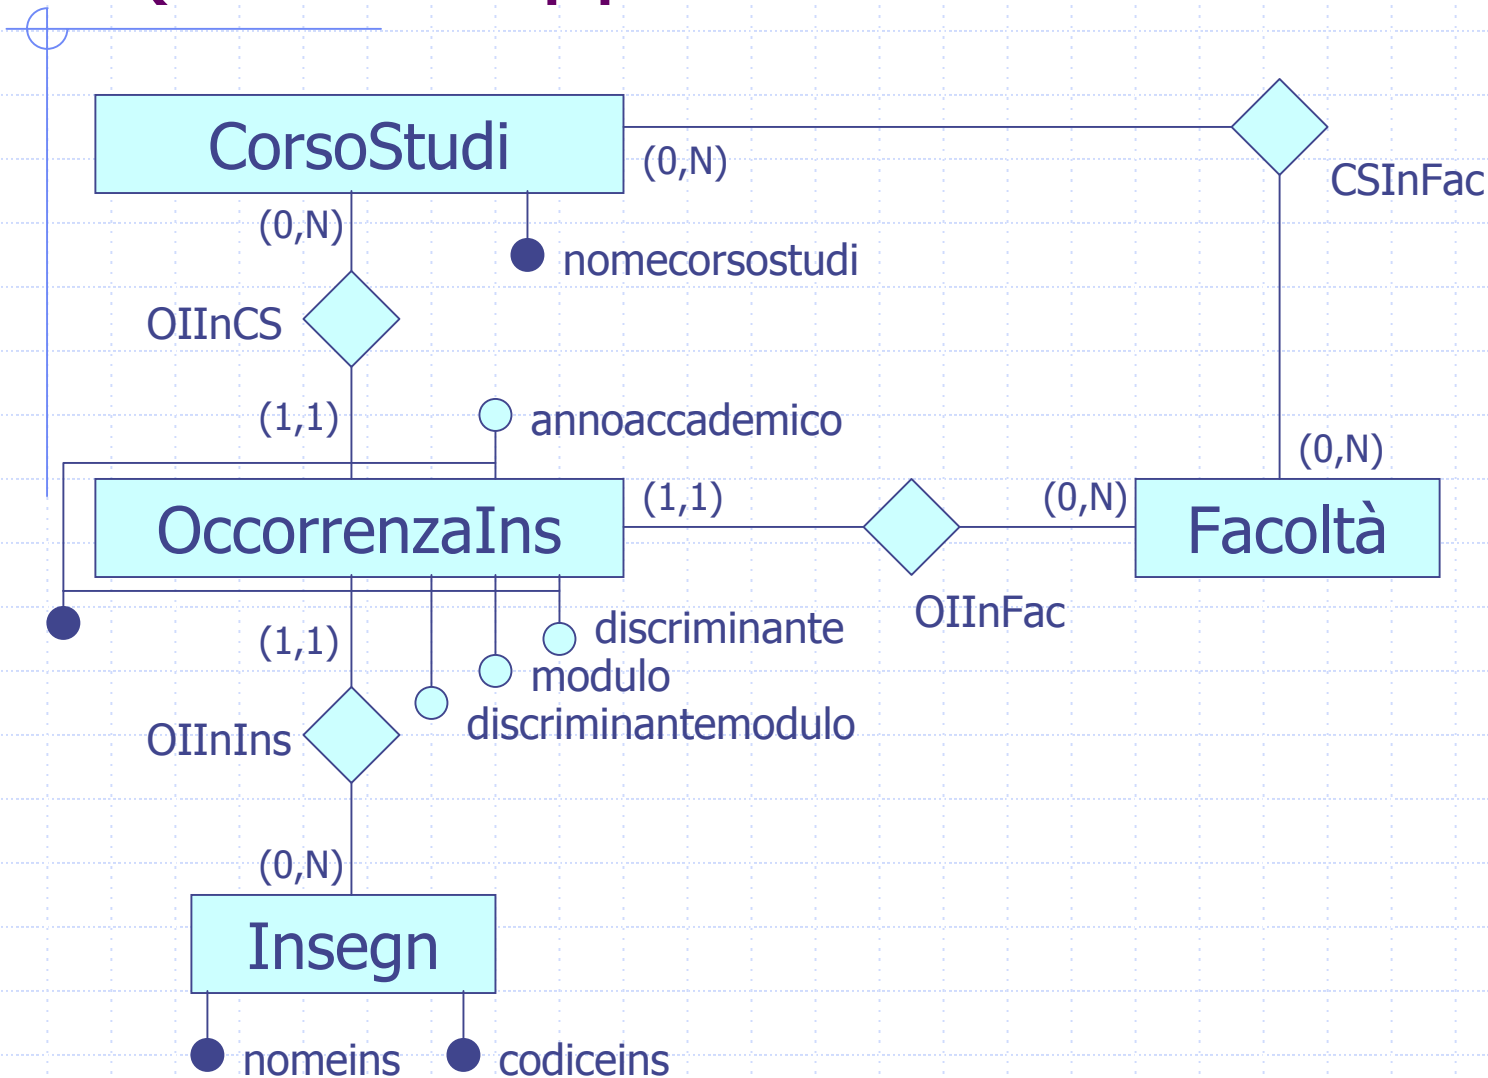 CorsoStudi
(0,N)
CSInFac
(0,N)
nomecorsostudi
OIInCS
(1,1)
annoaccademico
(0,N)
OccorrenzaIns
(1,1)
(0,N)
Facoltà
OIInFac
(1,1)
discriminante
modulo
discriminantemodulo
OIInIns
(0,N)
Insegn
nomeins
codiceins